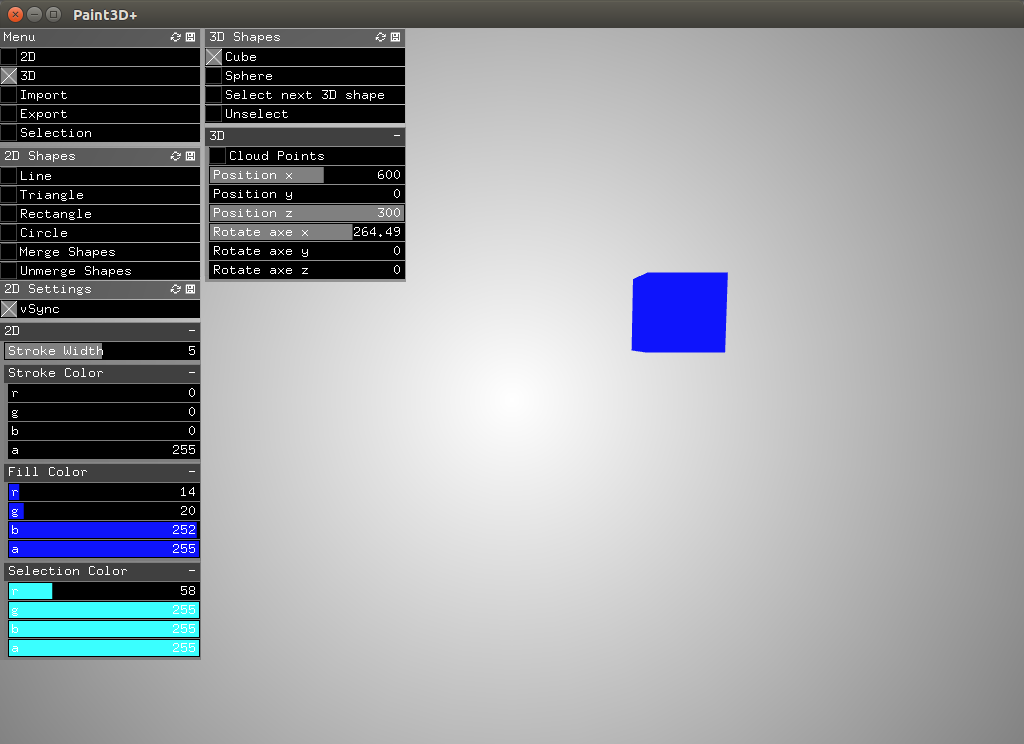 Paint3D+
Menu
2D
3D
Import
Export
Selection
2D Shapes
Line
Triangle
Rectangle
Circle
Merge Shapes
Unmerge Shapes
2D Settings
vSync
2D
Stroke Width 5
Stroke Color
r 0
g 0
b 0
a 255
Fill Color
r 14
g 20
b 252
a 255
Selection Color
r 58
g 255
b 255
a 255
3D Shapes
Cube
Sphere
Select next 3D shape
Unselect
3D
Cloud Points
Position x 600
Position y 0
Position z 300
Rotate axe x 264.49
Rotate axe y 0
Rotate axe z 0